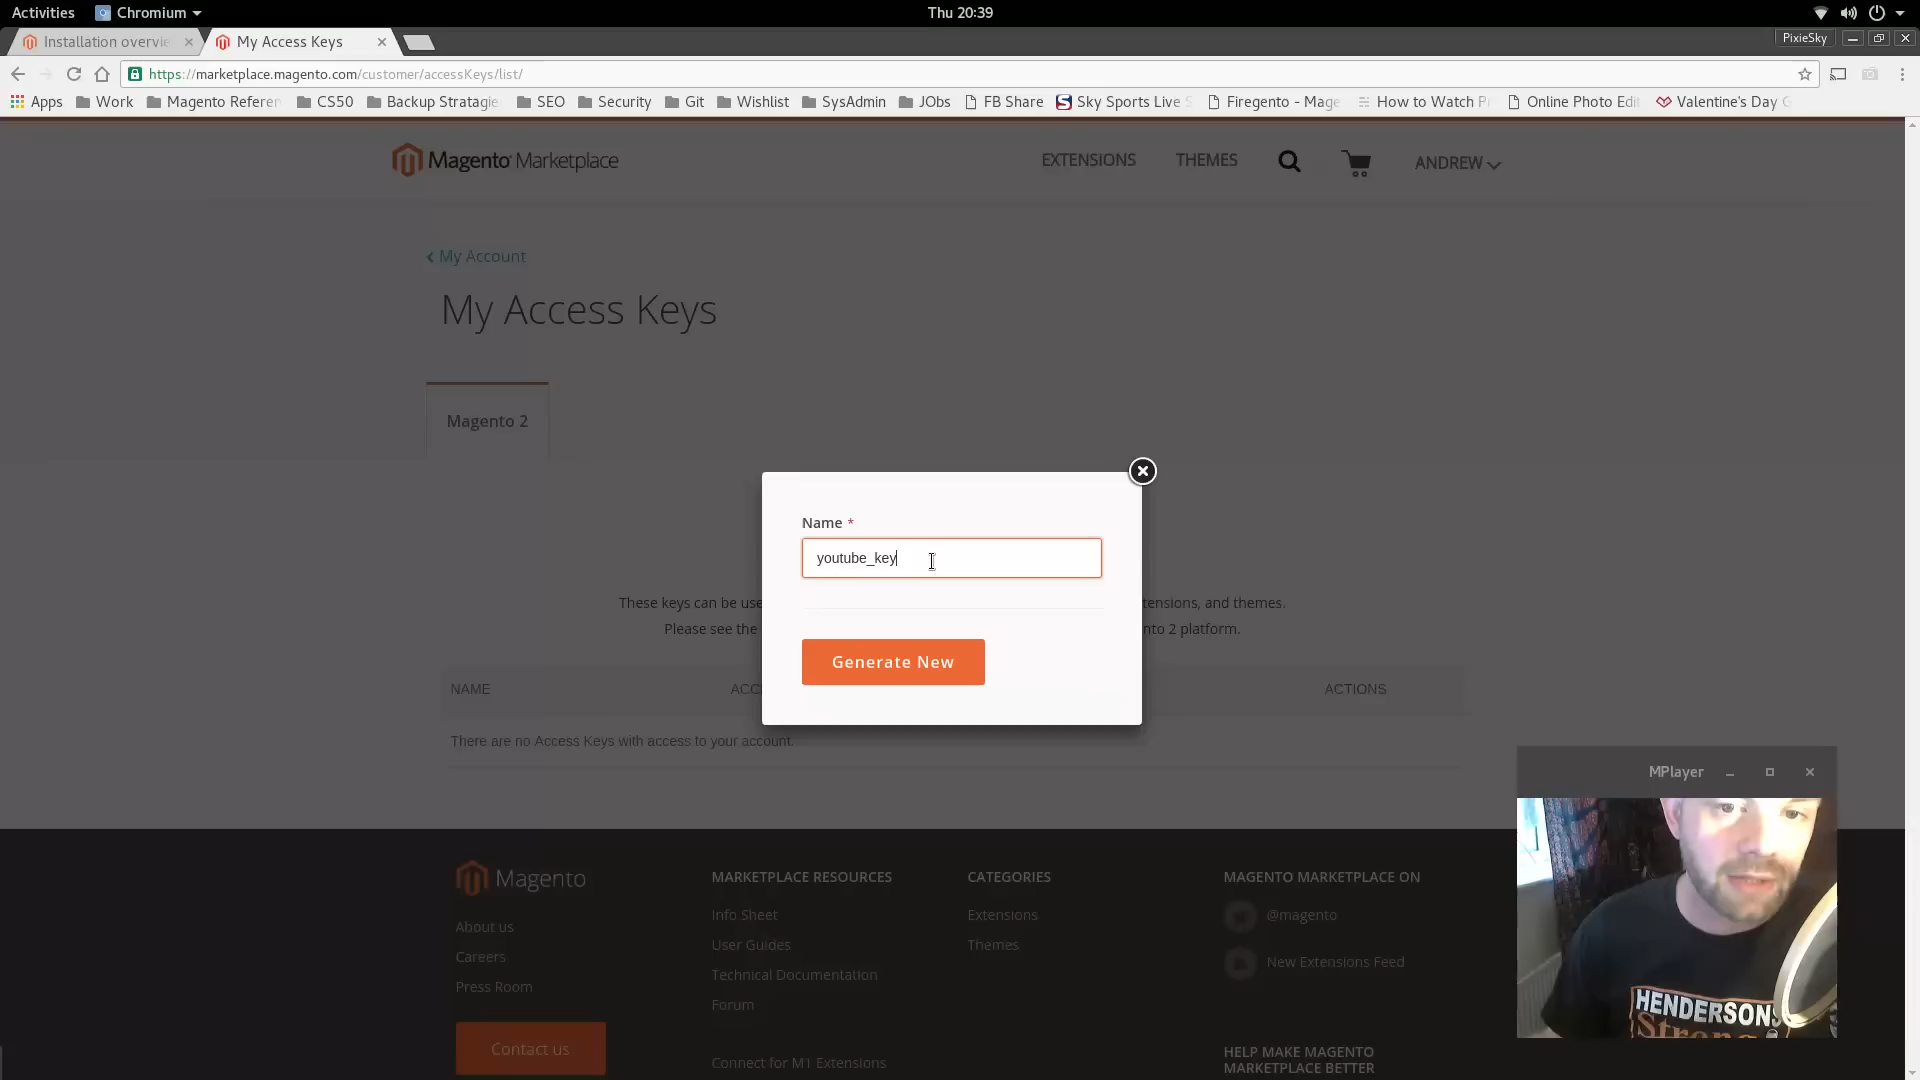 Activities
Chromium
Thu 20:39
Installation overvie
My Access Keys
PixieSky
https://marketplace.magento.com/customer/accessKeys/list/
Apps
Work
Magento Referen
CS50
Backup Stratagie
SEO
Security
Git
Wishlist
SysAdmin
JObs
FB Share
Sky Sports Live S
Firegento - Mage
How to Watch P
Online Photo Edit
Valentine's Day G
Magento Marketplace
EXTENSIONS
THEMES
ANDREW
My Account
My Access Keys
Magento 2
Name *
youtube_key
These keys can be use
tensions, and themes.
Please see the
nto 2 platform.
Generate New
NAME
ACC
ACTIONS
There are no Access Keys with access to your account.
MPlayer
Magento
About us
Careers
Press Room
Contact us
MARKETPLACE RESOURCES
Info Sheet
User Guides
Technical Documentation
Forum
Connect for M1 Extensions
CATEGORIES
Extensions
Themes
MAGENTO MARKETPLACE ON
@magento
New Extensions Feed
HELP MAKE MAGENTO
MARKETPLACE BETTER
HENDERSON
Strong